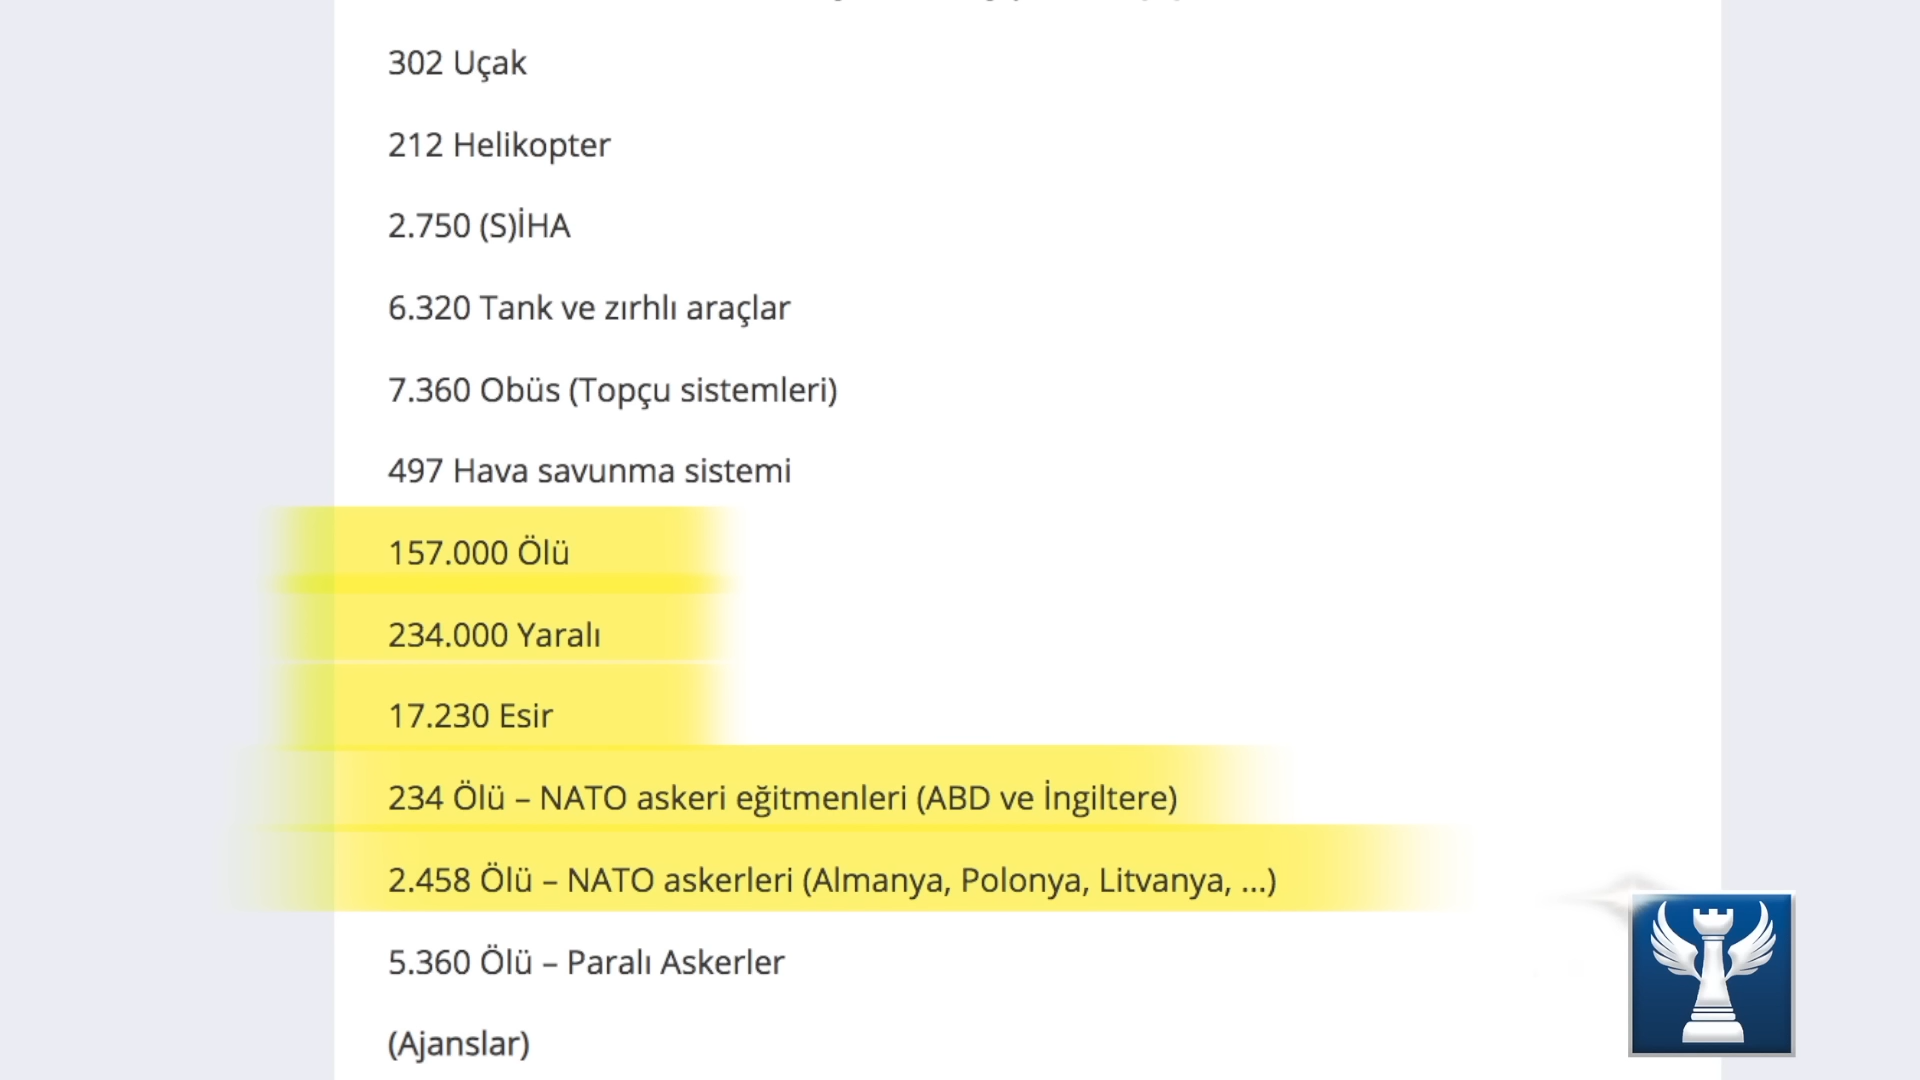 302 Uçak
212 Helikopter
2.750 (S)İHA
6.320 Tank ve zırhlı araçlar
7.360 Obüs (Topçu sistemleri)
497 Hava savunma sistemi
157.000 Ölü
234.000 Yaralı
17.230 Esir
234 Ölü – NATO askeri eğitmenleri (ABD ve İngiltere)
2.458 Ölü – NATO askerleri (Almanya, Polonya, Litvanya, ...)
5.360 Ölü – Paralı Askerler
(Ajanslar)